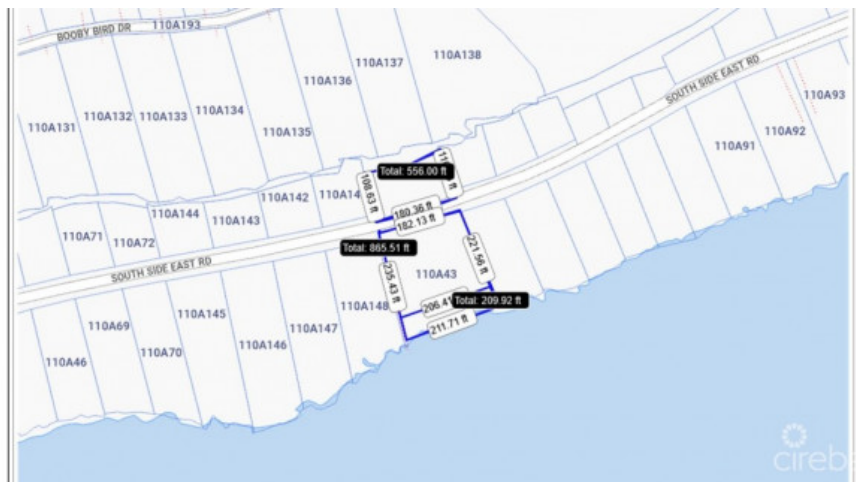 BOOBY BIRD DR
110A193
110A138
110A137
110A136
110A131
110A132
110A133
110A134
110A135
SOUTH SIDE EAST RD
110A93
110A92
110A91
Total: 556.00 ft
108.63 ft
180.36 ft
182.13 ft
110A142
110A144
110A143
110A71
110A72
Total: 865.51 ft
221.56 ft
235.43 ft
110A43
SOUTH SIDE EAST RD
Total: 209.92 ft
110A148
211.71 ft
110A145
110A69
110A147
110A146
110A70
110A46
cireba